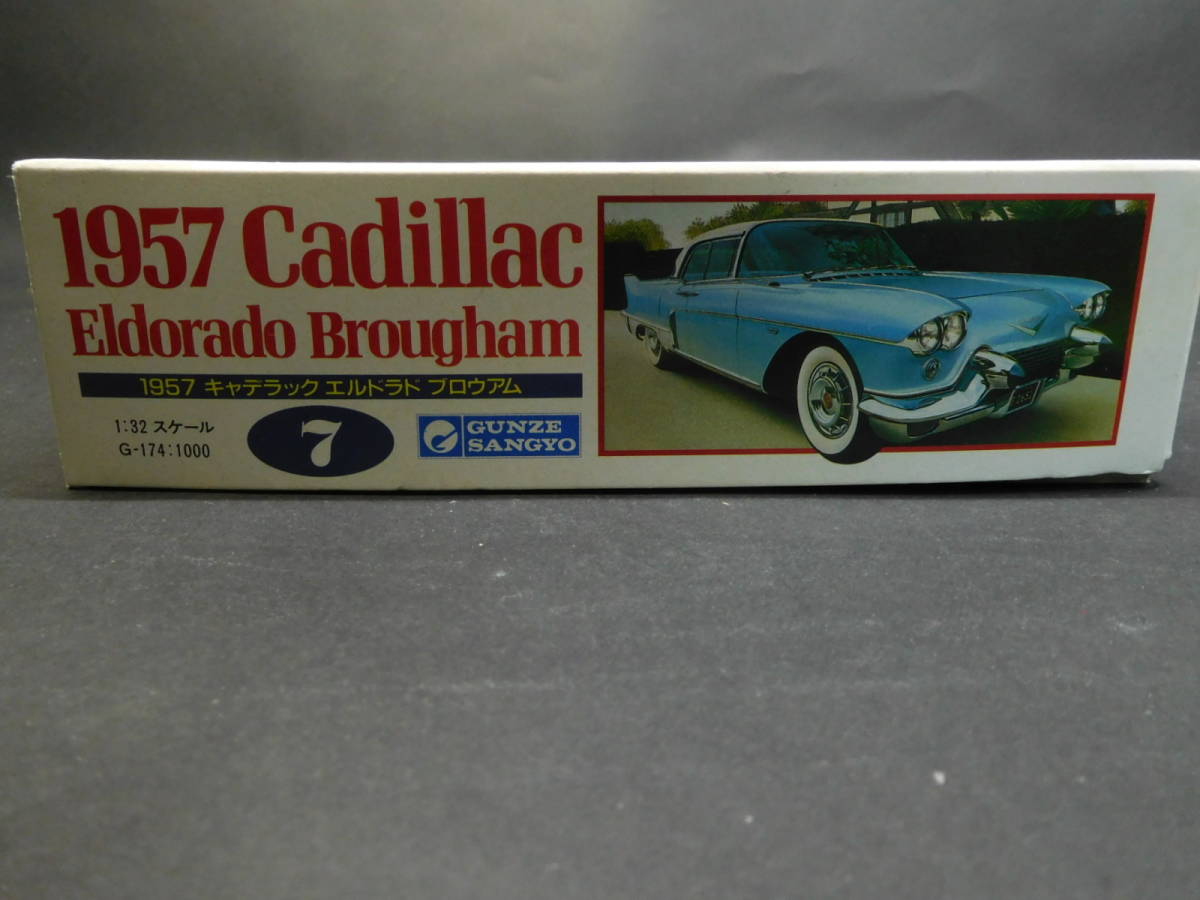 1957 Cadillac
Eldorado Brougham
1957 キャデラック エルドラド ブロウアム
1:32 スケール
G-174:1000
7
GUNZE
SANGYO